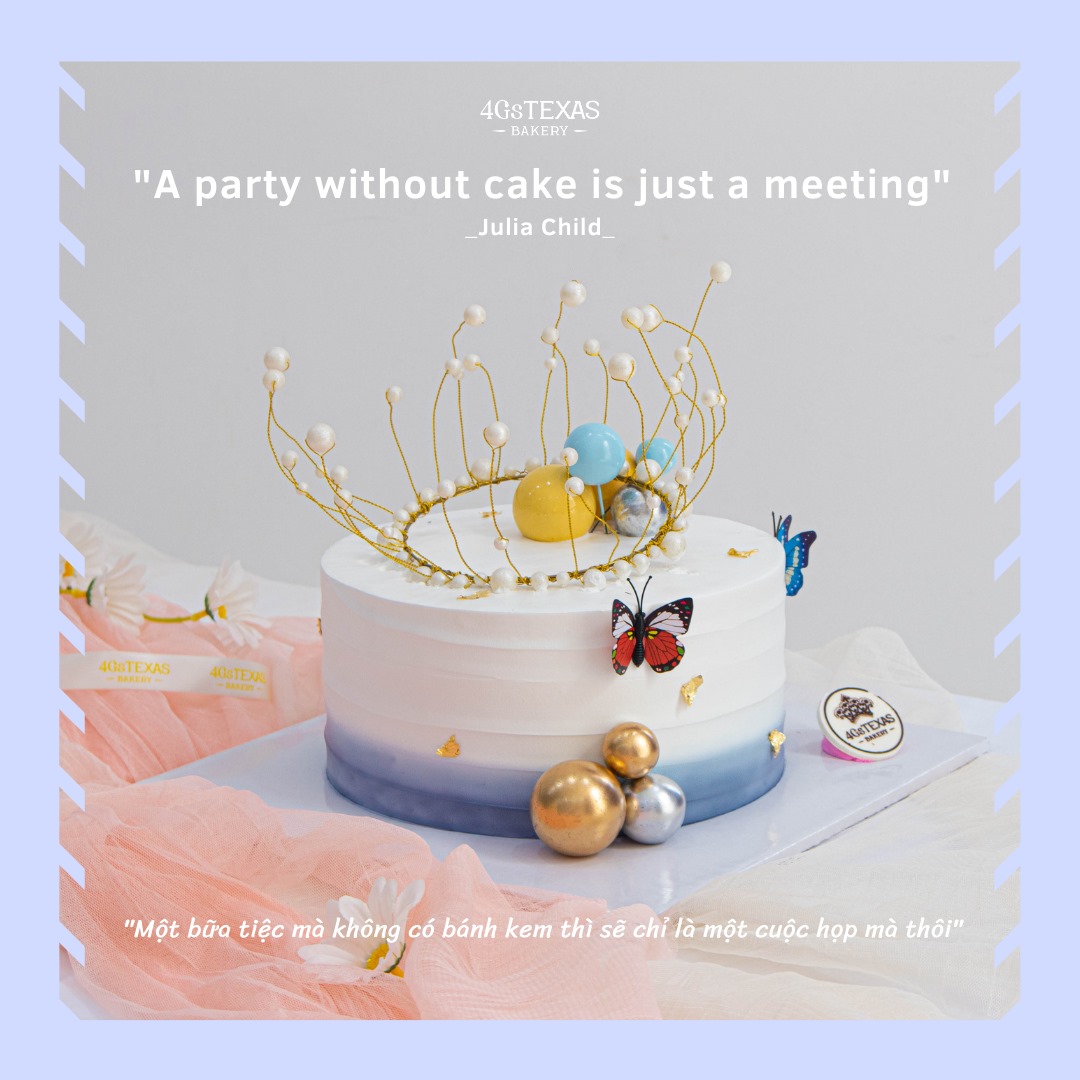 4GsTEXAS
BAKERY
"A party without cake is just a meeting"
_Julia Child_
4GsTEXAS
BAKERY
4GsTEXAS
BAKERY
4GsTEXAS
BAKERY
"Một bữa tiệc mà không có bánh kem thì sẽ chỉ là một cuộc họp mà thôi"